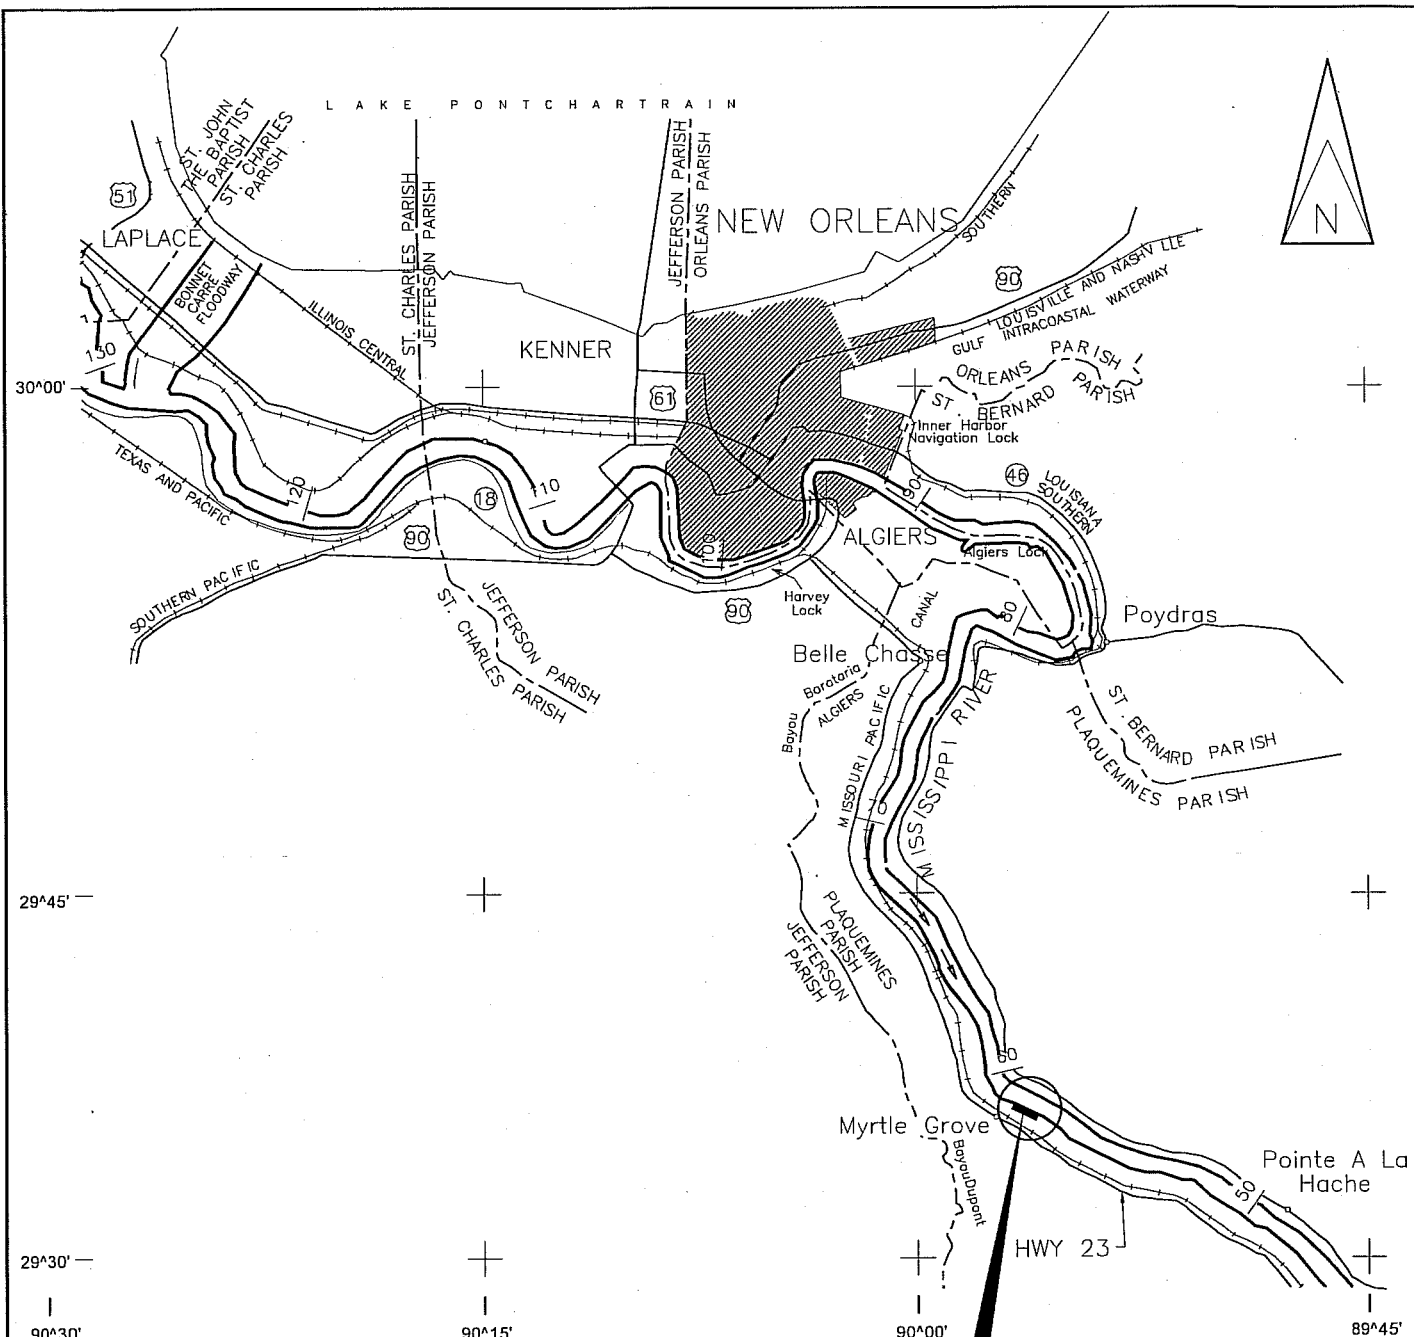 LAKE PONTCHARTRAIN
ST. JOHN
THE BAPTIST
PARISH
ST. CHARLES
PARISH
51
LAPLACE
BONNET
CARRE
FLOODWAY
ILLINOIS CENTRAL
ST. CHARLES PARISH
JEFFERSON PARISH
JEFFERSON PARISH
ORLEANS PARISH
NEW ORLEANS
SOUTHERN
N
90
LOUISVILLE AND NASHVILLE
GULF INTRACOASTAL WATERWAY
KENNER
61
ORLEANS PARISH
ST. BERNARD PARISH
Inner Harbor
Navigation Lock
130
30^00'
TEXAS AND PACIFIC
120
18
110
90
100
90
46
LOUISIANA
SOUTHERN
ALGIERS
Algiers Lock
SOUTHERN PACIFIC
JEFFERSON PARISH
ST. CHARLES PARISH
90
Harvey
Lock
CANAL
80
Poydras
Belle Chasse
Bayou Barataria
ALGIERS
MISSOURI PACIFIC
MISSISSIPPI RIVER
ST. BERNARD PARISH
PLAQUEMINES PARISH
70
29^45'
PLAQUEMINES
PARISH
JEFFERSON
PARISH
60
Myrtle Grove
BayouDupont
Pointe A La
Hache
50
HWY 23
29^30'
90^30'
90^15'
90^00'
89^45'